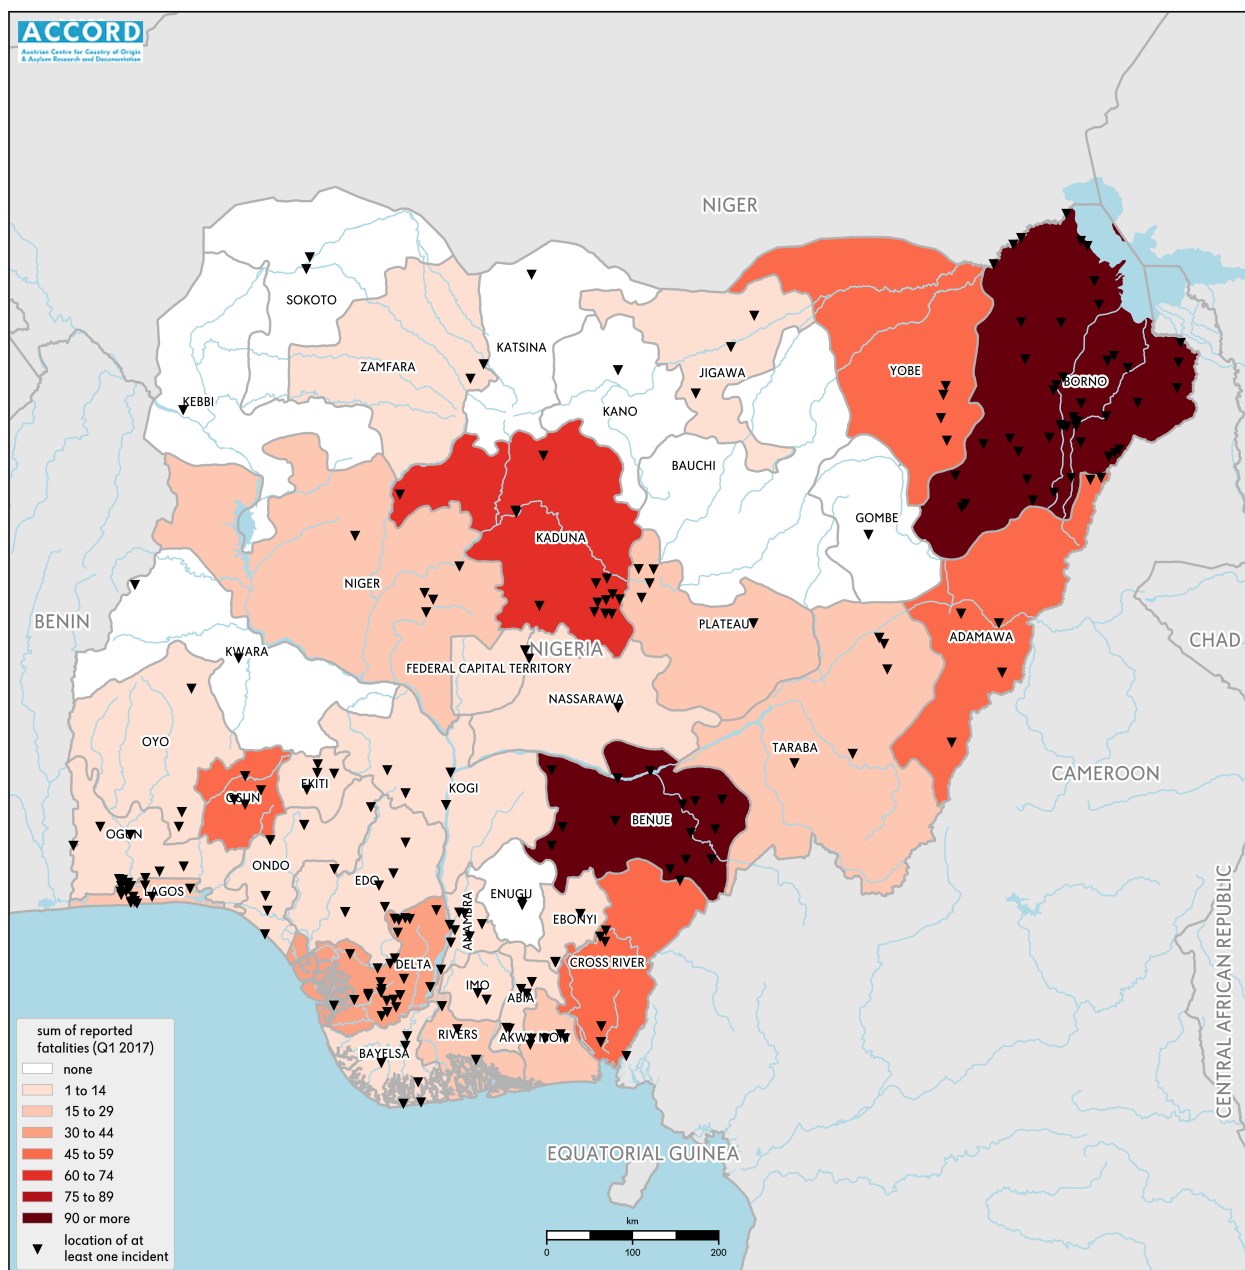 ACCORD
Austrian Centre for Country of Origin
& Asylum Research and Documentation
NIGER
SOKOTO
KATSINA
ZAMFARA
JIGAWA
YOBE
BORNO
KEBBI
KANO
BAUCHI
GOMBE
KADUNA
NIGER
BENIN
PLATEAU
ADAMAWA
CHAD
KWARA
NIGERIA
FEDERAL CAPITAL TERRITORY
NASSARAWA
OYO
TARABA
CAMEROON
EKITI
KOGI
OSUN
BENUE
OGUN
ONDO
EDO
LAGOS
ENUGU
ANAMBRA
EBONYI
CENTRAL AFRICAN REPUBLIC
DELTA
CROSS RIVER
IMO
ABIA
RIVERS
AKWA IBOM
BAYELSA
EQUATORIAL GUINEA
sum of reported
fatalities (Q1 2017)
none
1 to 14
15 to 29
30 to 44
45 to 59
60 to 74
75 to 89
90 or more
location of at
least one incident
km
0 100 200